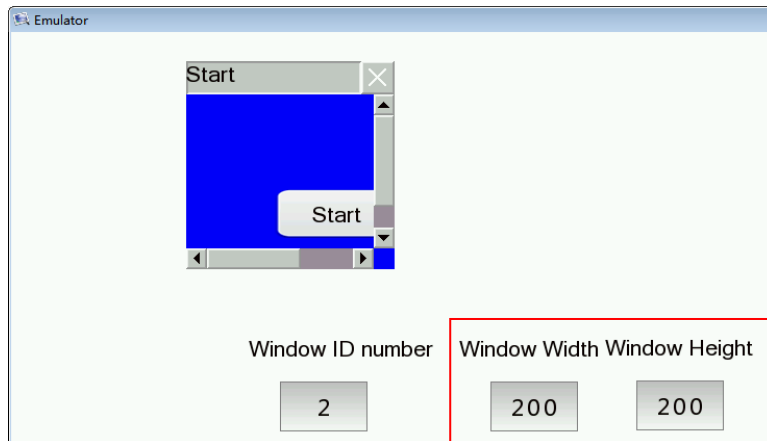 Emulator
Start
Start
Window ID number
Window Width
Window Height
2
200
200